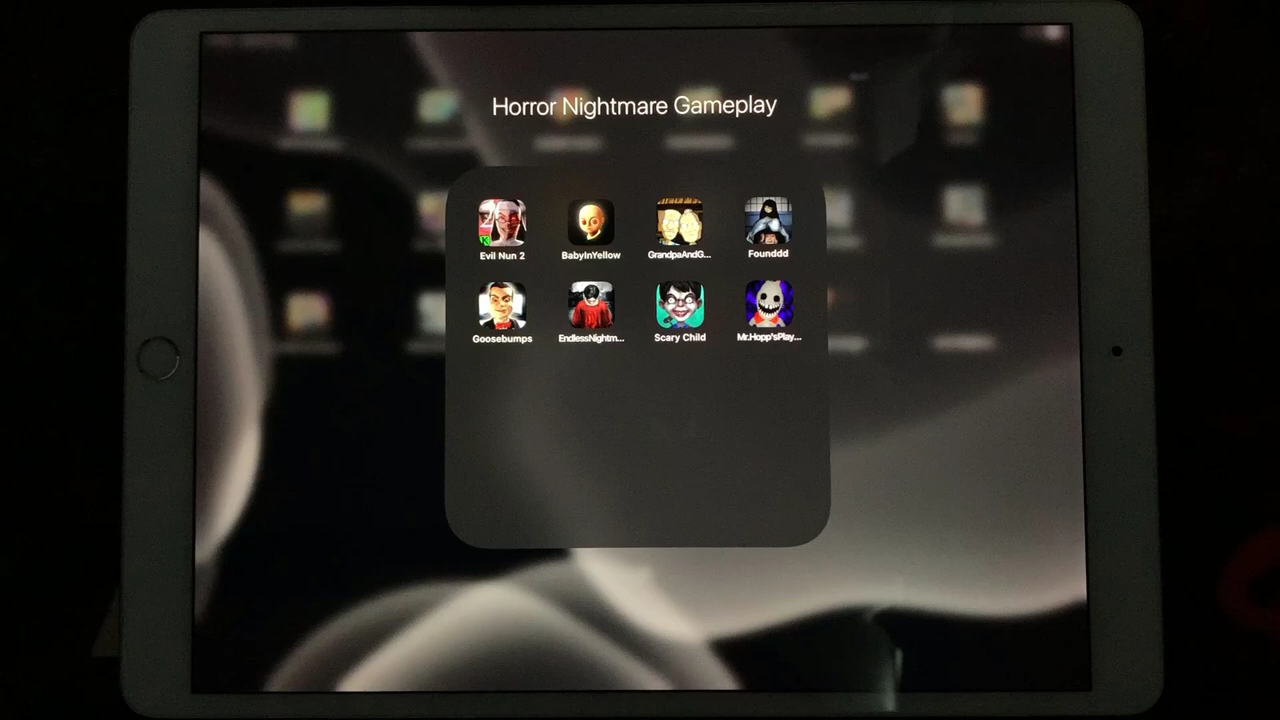 Horror Nightmare Gameplay
Evil Nun 2
BabyInYellow
GrandpaAndG...
Founddd
Goosebumps
EndlessNightm...
Scary Child
Mr.Hopp'sPlay...